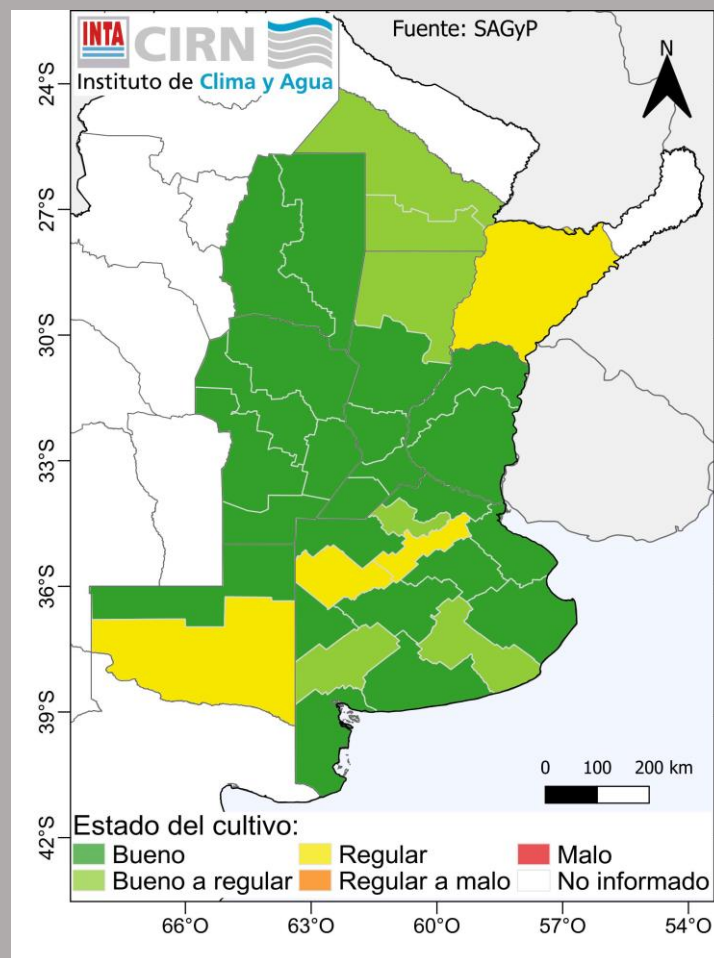 INTA CIRN
Instituto de Clima y Agua
Fuente: SAGyP
N
24°S
27°S
30°S
33°S
36°S
39°S
42°S
0 100 200 km
Estado del cultivo:
Bueno Regular Malo
Bueno a regular Regular a malo No informado
66°O 63°O 60°O 57°O 54°O